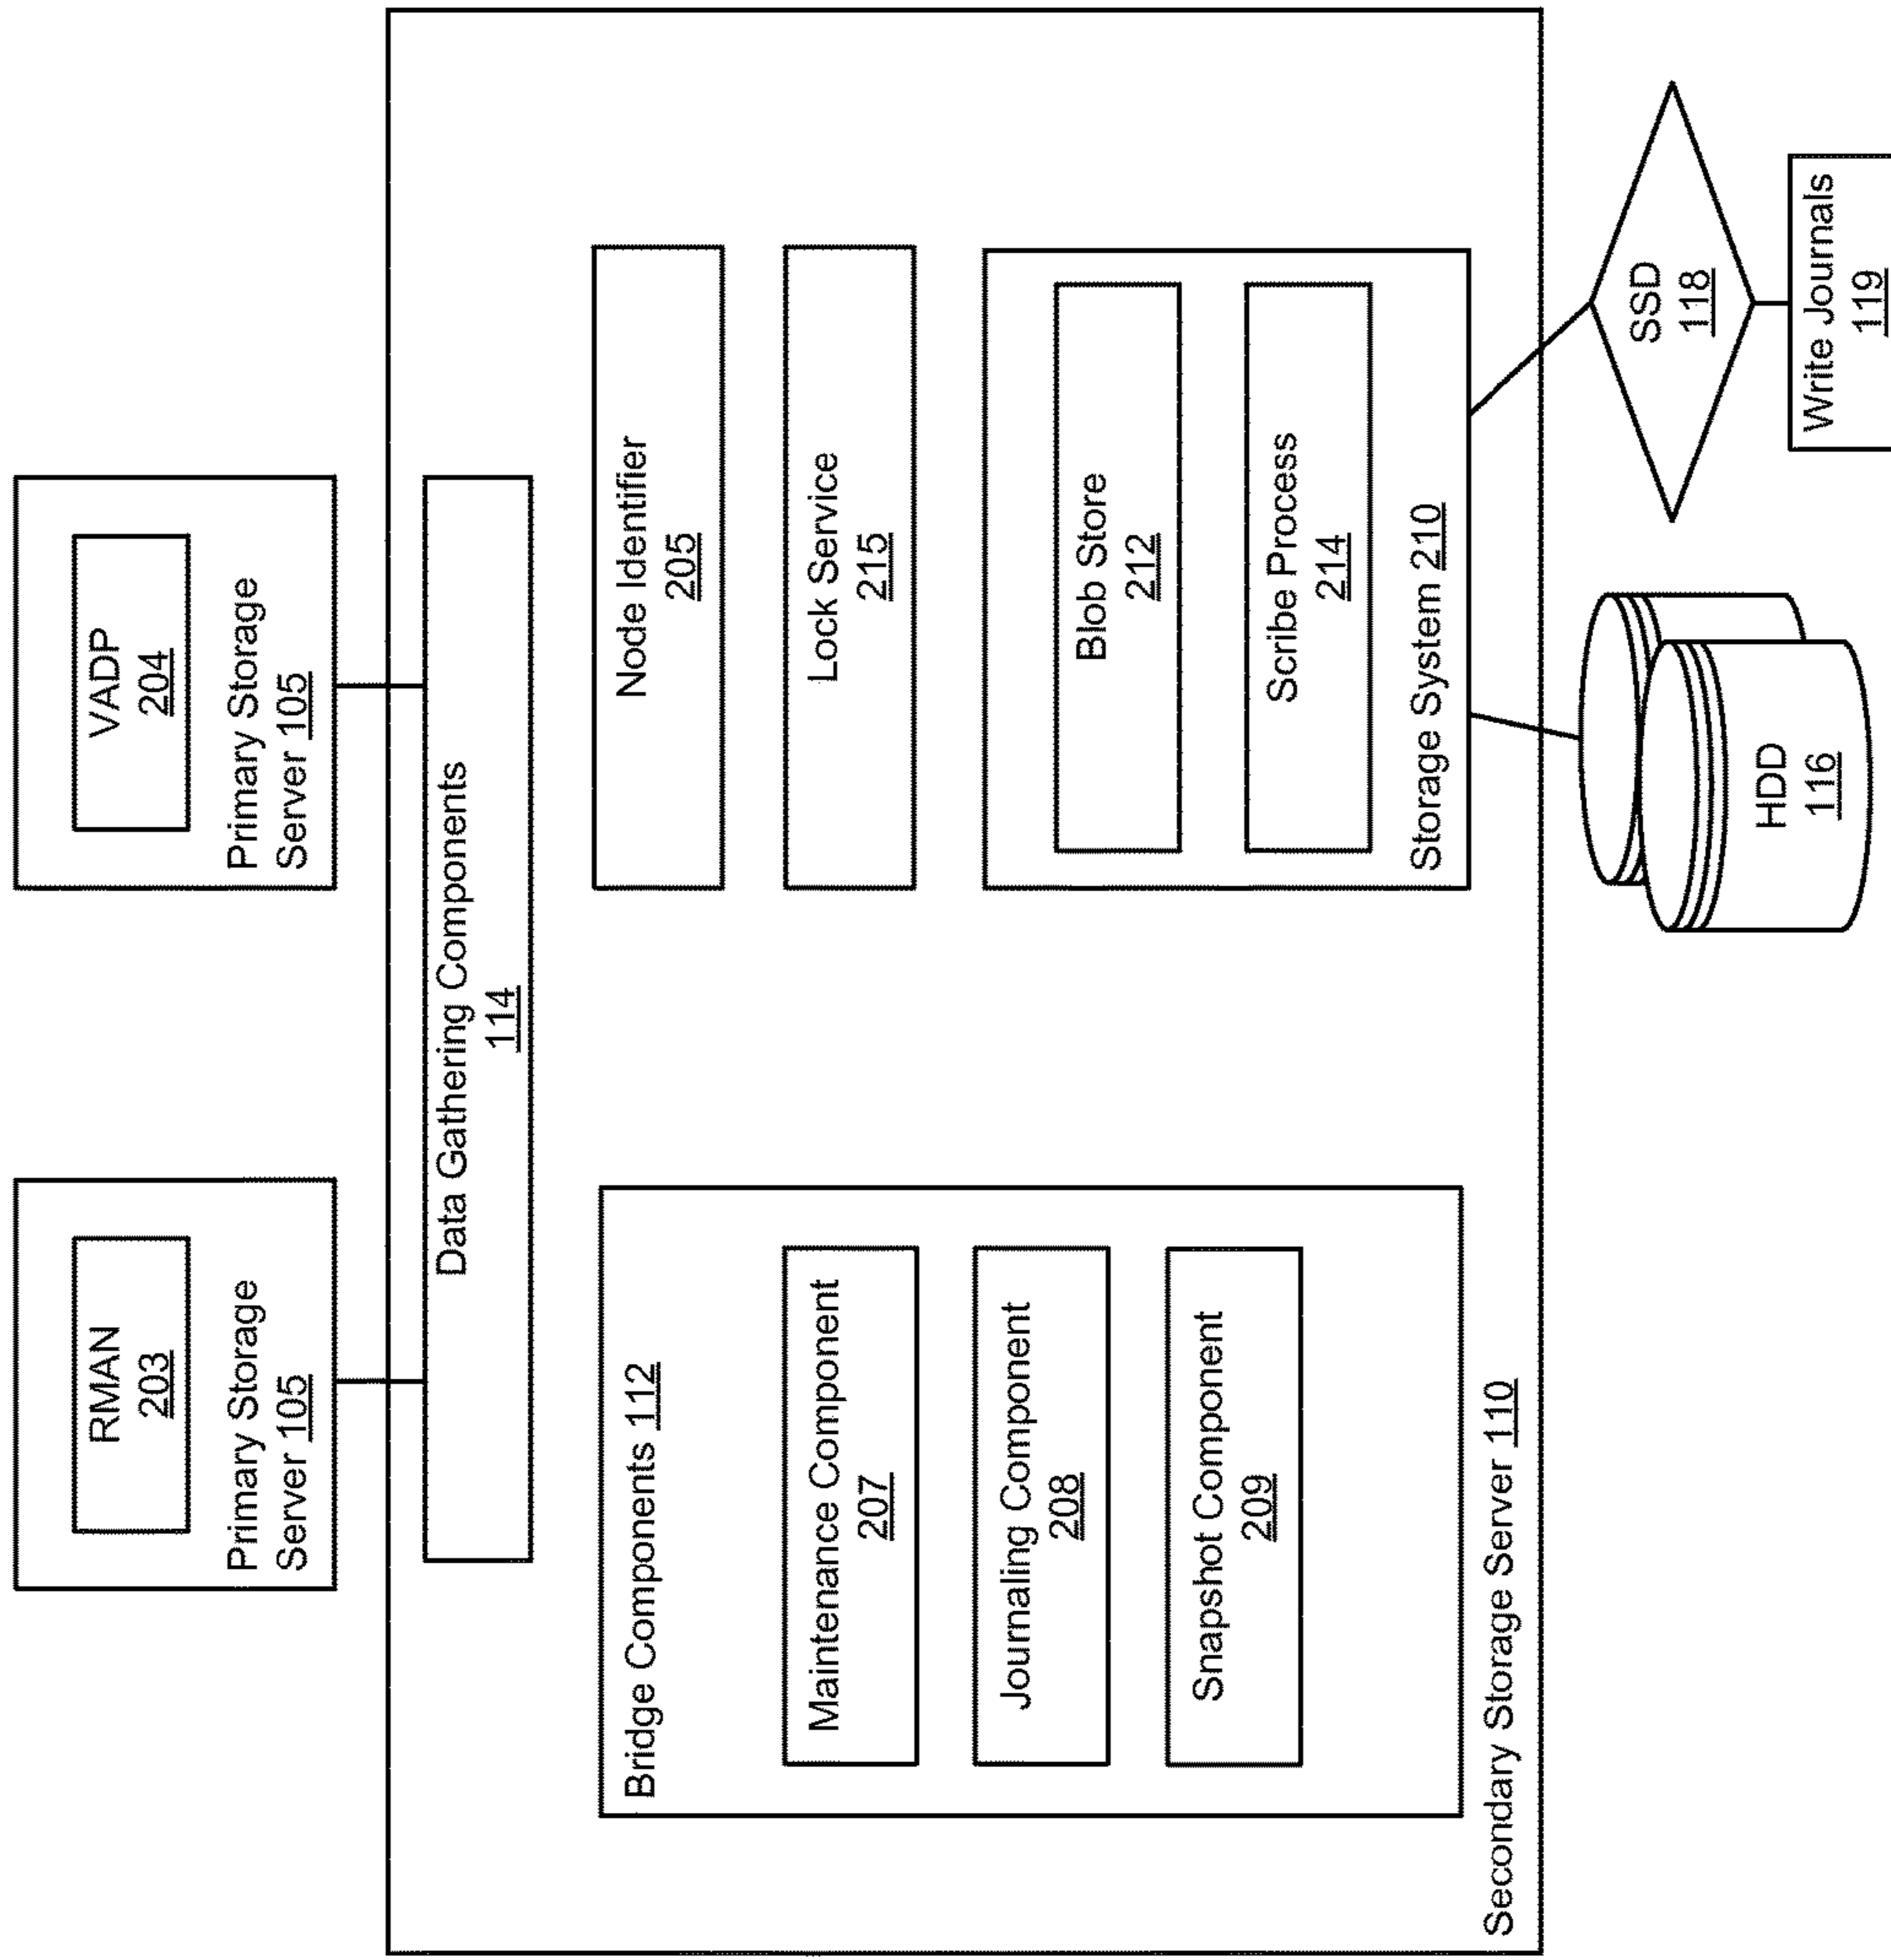 RMAN
203
Primary Storage
Server 105
VADP
204
Primary Storage
Server 105
Data Gathering Components
114
Bridge Components 112
Maintenance Component
207
Journaling Component
208
Snapshot Component
209
Node Identifier
205
Lock Service
215
Blob Store
212
Scribe Process
214
Storage System 210
Secondary Storage Server 110
HDD
116
SSD
118
Write Journals
119